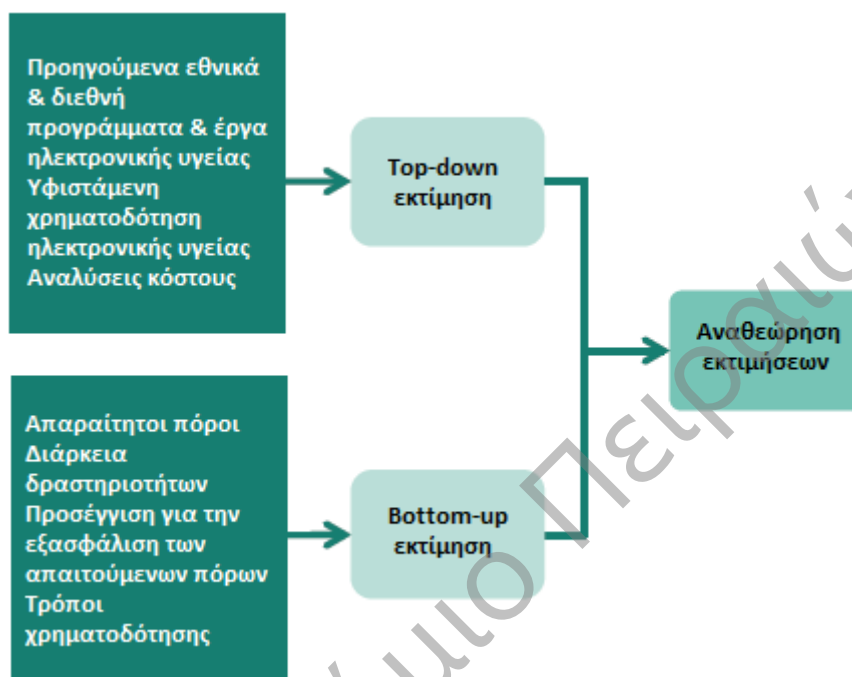 Προηγούμενα εθνικά
& διεθνή
προγράμματα & έργα
ηλεκτρονικής υγείας
Υφιστάμενη
χρηματοδότηση
ηλεκτρονικής υγείας
Αναλύσεις κόστους
Top-down
εκτίμηση
Αναθεώρηση
εκτιμήσεων
Απαραίτητοι πόροι
Διάρκεια
δραστηριοτήτων
Προσέγγιση για την
εξασφάλιση των
απαιτούμενων πόρων
Τρόποι
χρηματοδότησης
Bottom-up
εκτίμηση
Πειραιώ